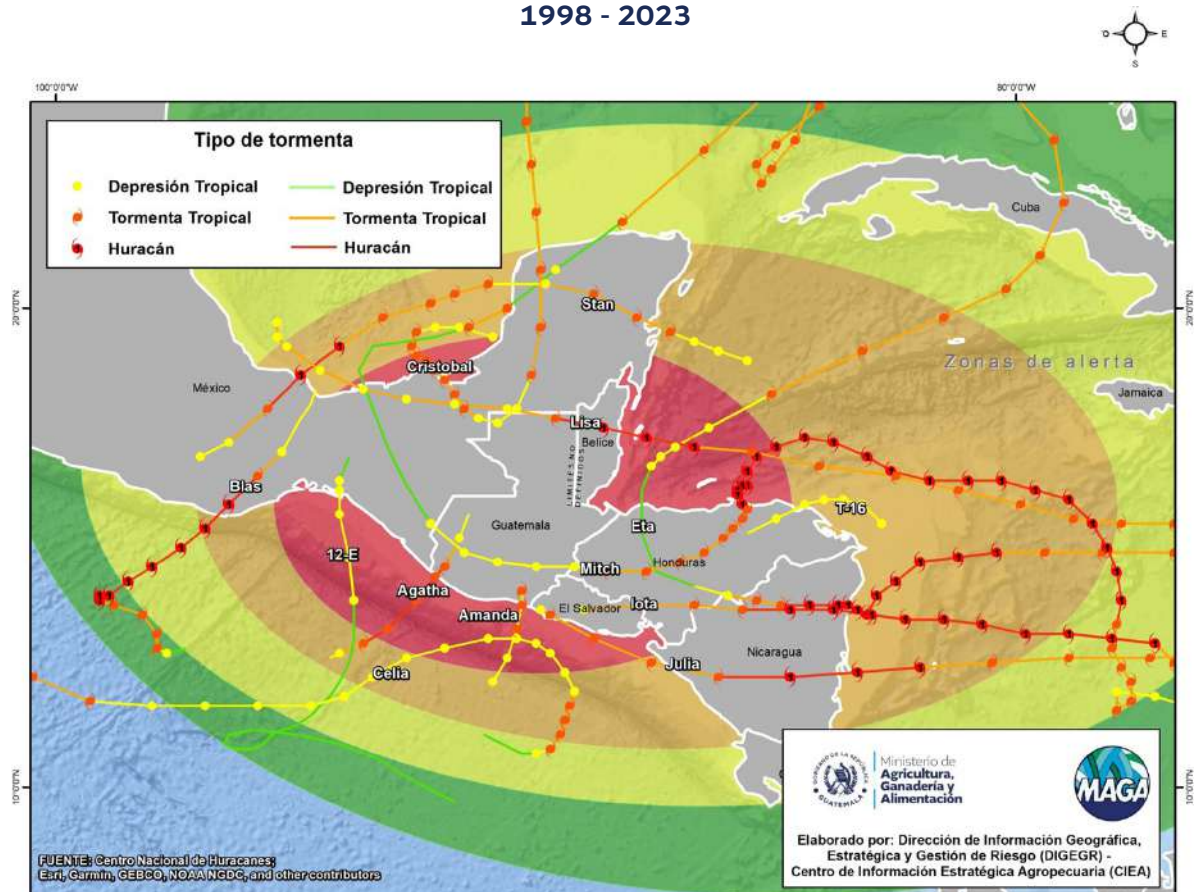 1998 - 2023
O E
S
100°0'0"W
80°0'0"W
Tipo de tormenta
Depresión Tropical
Depresión Tropical
Tormenta Tropical
Tormenta Tropical
Huracán
Huracán
Cuba
20°0'0"N
20°0'0"N
Stan
Zonas de alerta
Cristobal
México
Jamaica
Lisa
Belice
LIMITES NO
DEFINIDOS
Blas
T-16
Guatemala
Eta
12-E
Honduras
Mitch
Agatha
Iota
Amanda
El Salvador
Nicaragua
Julia
Celia
10°0'0"N
10°0'0"N
GOBIERNO DE LA REPÚBLICA
GUATEMALA
Ministerio de
Agricultura,
Ganadería y
Alimentación
MAGA
Elaborado por: Dirección de Información Geográfica,
Estratégica y Gestión de Riesgo (DIGEGR) -
Centro de Información Estratégica Agropecuaria (CIEA)
FUENTE: Centro Nacional de Huracanes;
Esri, Garmin, GEBCO, NOAA NGDC, and other contributors